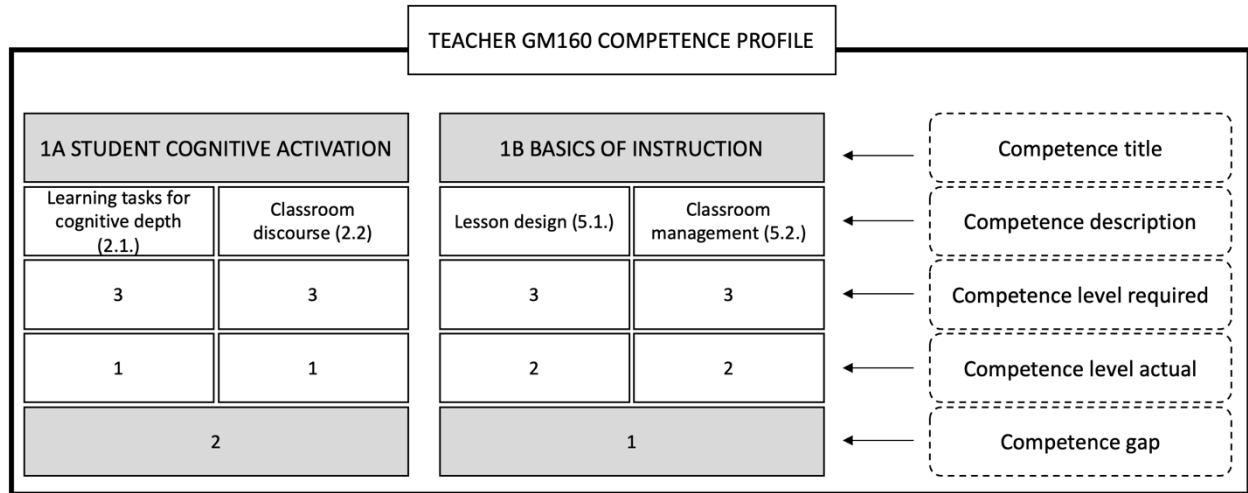 TEACHER GM160 COMPETENCE PROFILE
1A STUDENT COGNITIVE ACTIVATION
1B BASICS OF INSTRUCTION
Competence title
Learning tasks for
cognitive depth
(2.1.)
Classroom
discourse (2.2)
Lesson design (5.1.)
Classroom
management (5.2.)
Competence description
3
3
3
3
Competence level required
1
1
2
2
Competence level actual
2
1
Competence gap